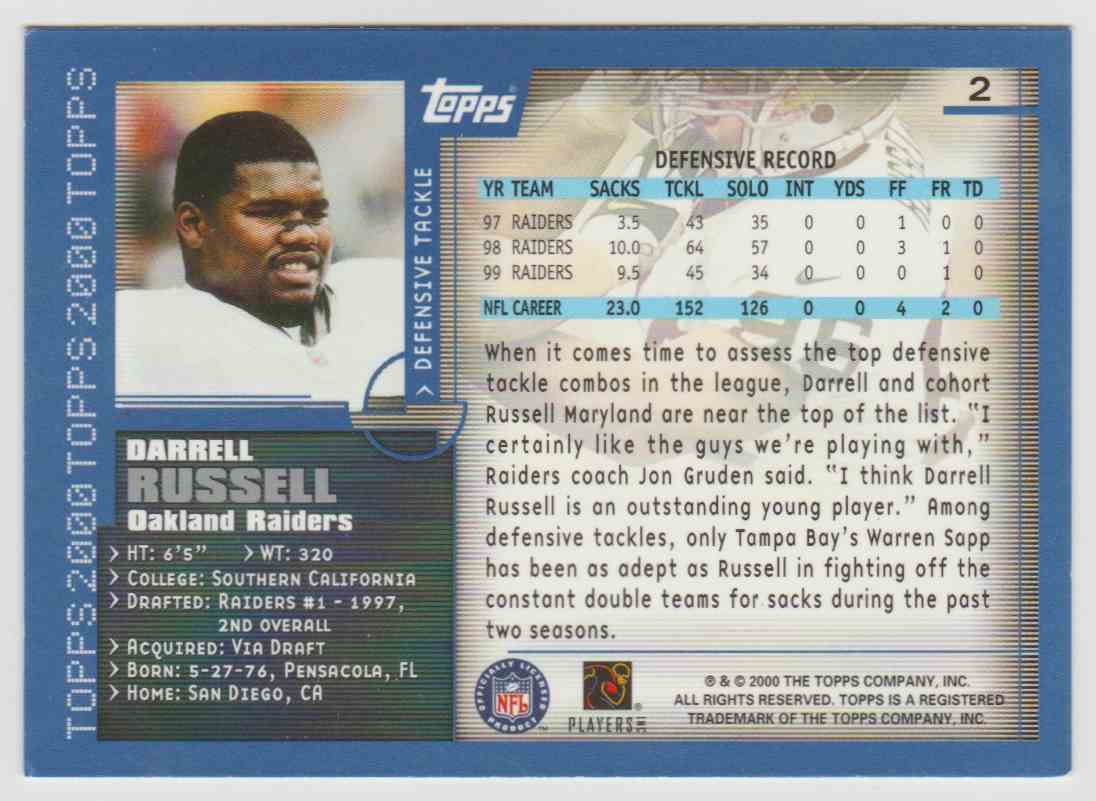 TOPPS 2000 TOPPS 2000 TOPPS 2000 TOPPS
TOPPS
> DEFENSIVE TACKLE
DARRELL
RUSSELL
Oakland Raiders
> HT: 6'5" > WT: 320
> COLLEGE: SOUTHERN CALIFORNIA
> DRAFTED: RAIDERS #1 - 1997,
2ND OVERALL
> ACQUIRED: VIA DRAFT
> BORN: 5-27-76, PENSACOLA, FL
> HOME: SAN DIEGO, CA
2
DEFENSIVE RECORD
YR TEAM SACKS TCKL SOLO INT YDS FF FR TD
97 RAIDERS 3.5 43 35 0 0 1 0 0
98 RAIDERS 10.0 64 57 0 0 3 1 0
99 RAIDERS 9.5 45 34 0 0 0 1 0
NFL CAREER 23.0 152 126 0 0 4 2 0
When it comes time to assess the top defensive
tackle combos in the league, Darrell and cohort
Russell Maryland are near the top of the list. "I
certainly like the guys we're playing with,"
Raiders coach Jon Gruden said. "I think Darrell
Russell is an outstanding young player." Among
defensive tackles, only Tampa Bay's Warren Sapp
has been as adept as Russell in fighting off the
constant double teams for sacks during the past
two seasons.
OFFICIALLY LICENSED PRODUCT
NFL
TM
PLAYERS INC
®
® & © 2000 THE TOPPS COMPANY, INC.
ALL RIGHTS RESERVED. TOPPS IS A REGISTERED
TRADEMARK OF THE TOPPS COMPANY, INC.